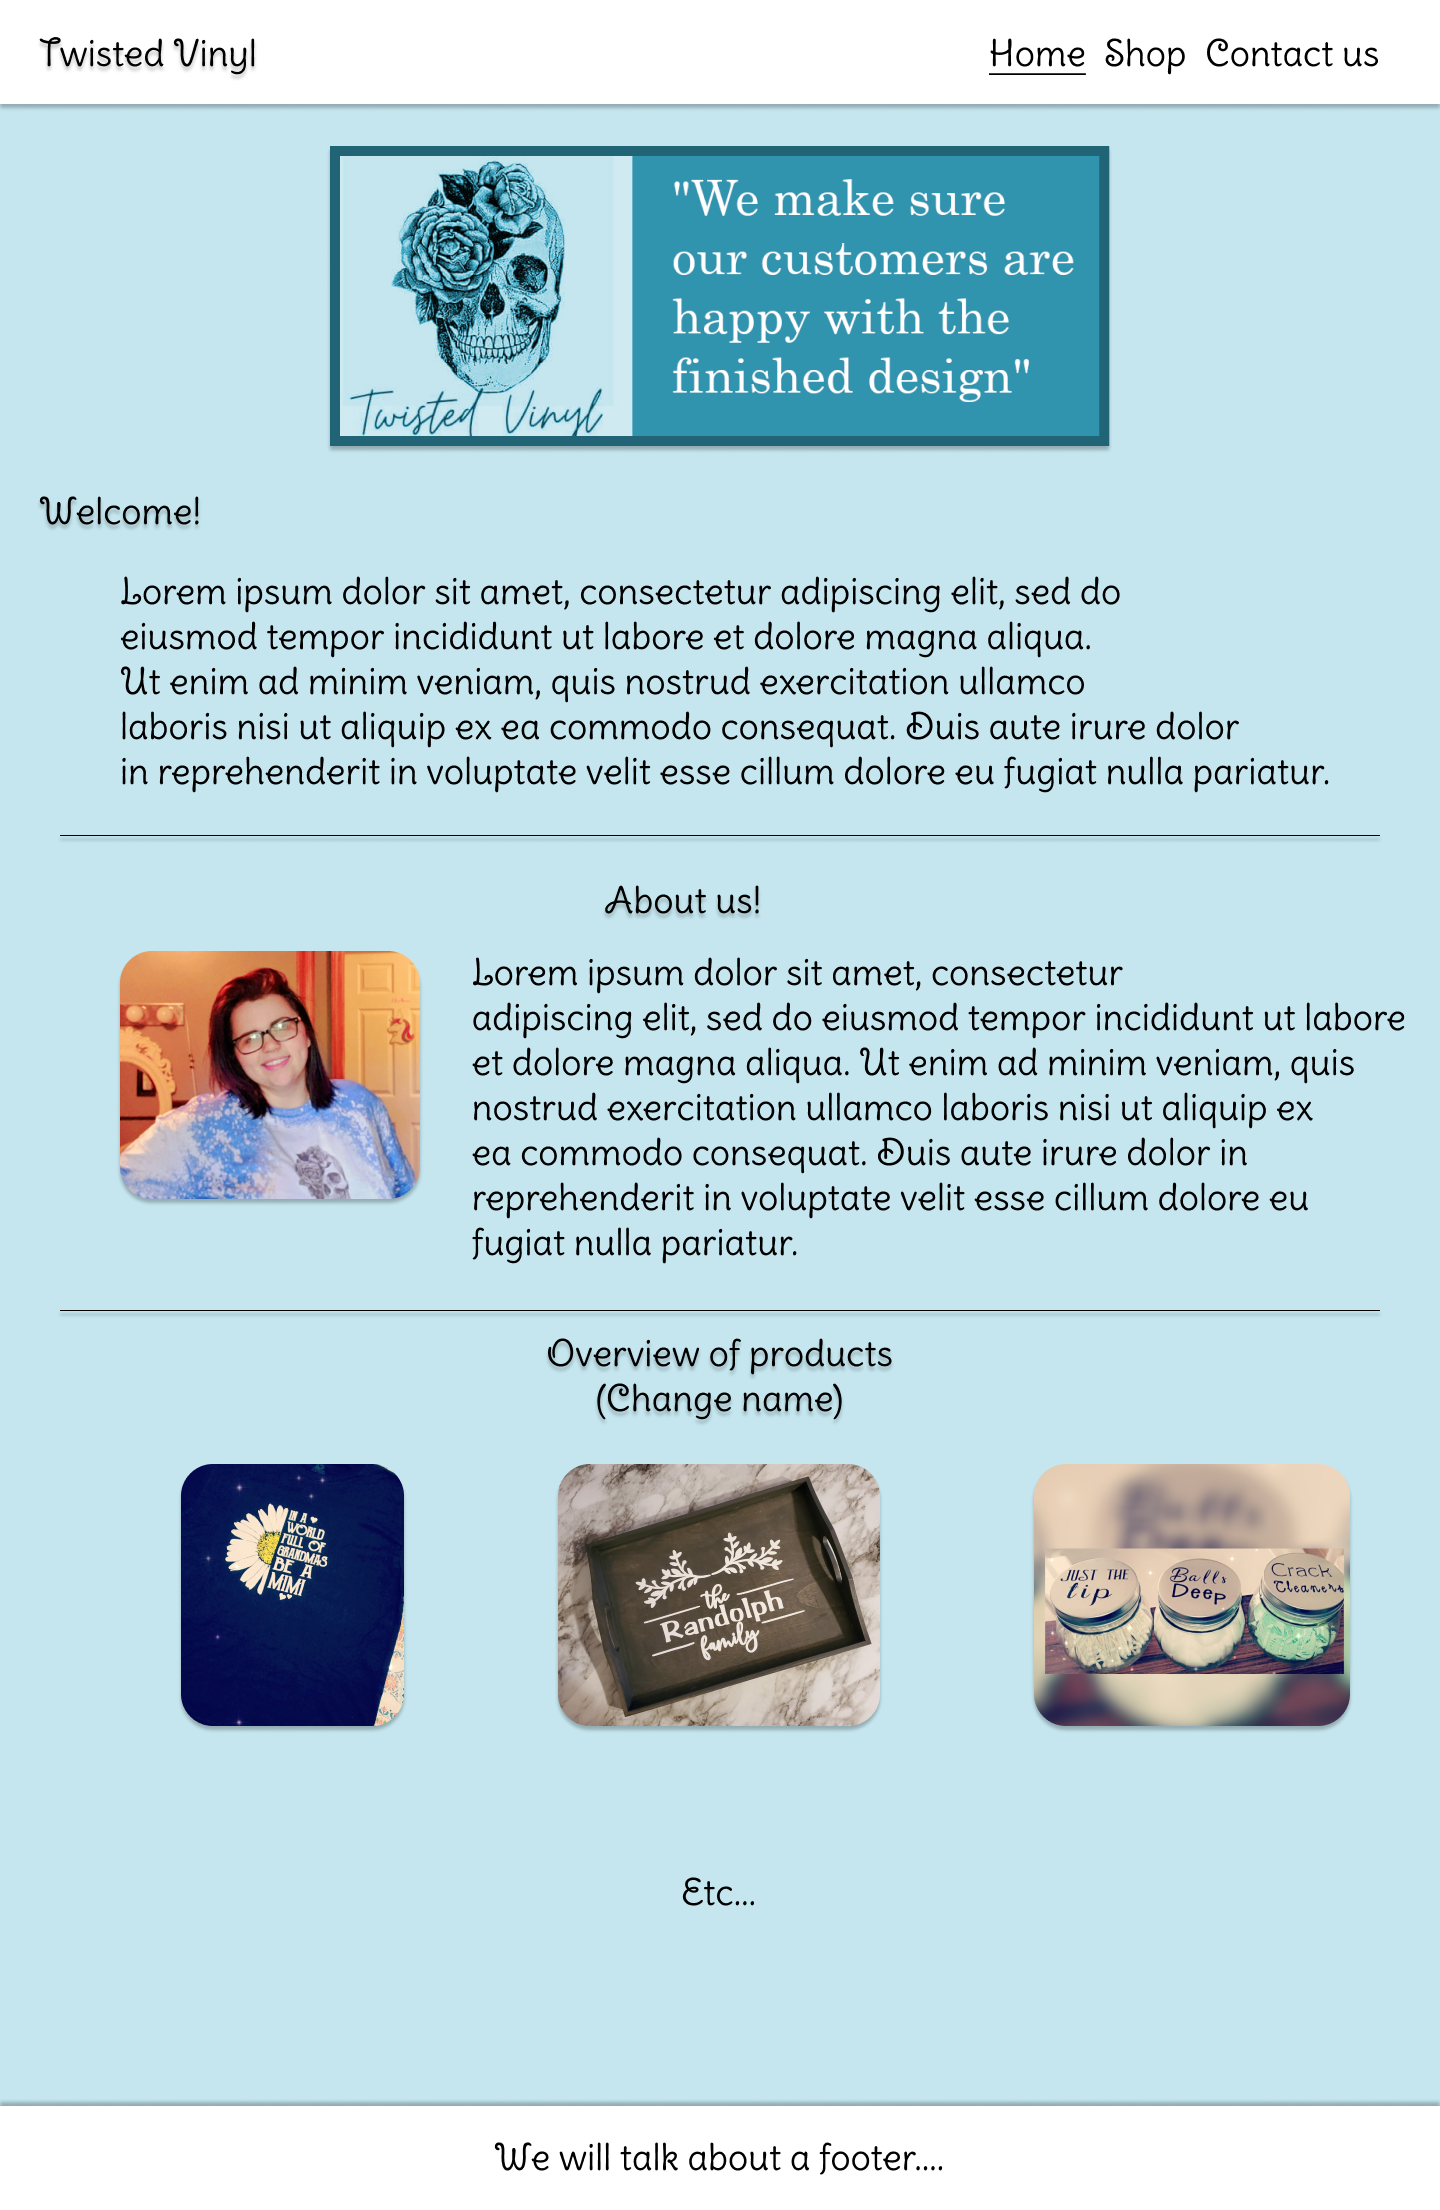 Twisted Vinyl
Home Shop Contact us
"We make sure
our customers are
happy with the
finished design"
Twisted Vinyl
Welcome!
Lorem ipsum dolor sit amet, consectetur adipiscing elit, sed do
eiusmod tempor incididunt ut labore et dolore magna aliqua.
Ut enim ad minim veniam, quis nostrud exercitation ullamco
laboris nisi ut aliquip ex ea commodo consequat. Duis aute irure dolor
in reprehenderit in voluptate velit esse cillum dolore eu fugiat nulla pariatur.
About us!
Lorem ipsum dolor sit amet, consectetur
adipiscing elit, sed do eiusmod tempor incididunt ut labore
et dolore magna aliqua. Ut enim ad minim veniam, quis
nostrud exercitation ullamco laboris nisi ut aliquip ex
ea commodo consequat. Duis aute irure dolor in
reprehenderit in voluptate velit esse cillum dolore eu
fugiat nulla pariatur.
Overview of products
(Change name)
IN A
WORLD
FULL OF
GRANDMAS
BE A
MIMI
the
Randolph
family
Balls
Deep
JUST THE
tip
Balls
Deep
Crack
Cleaners
Etc...
We will talk about a footer....